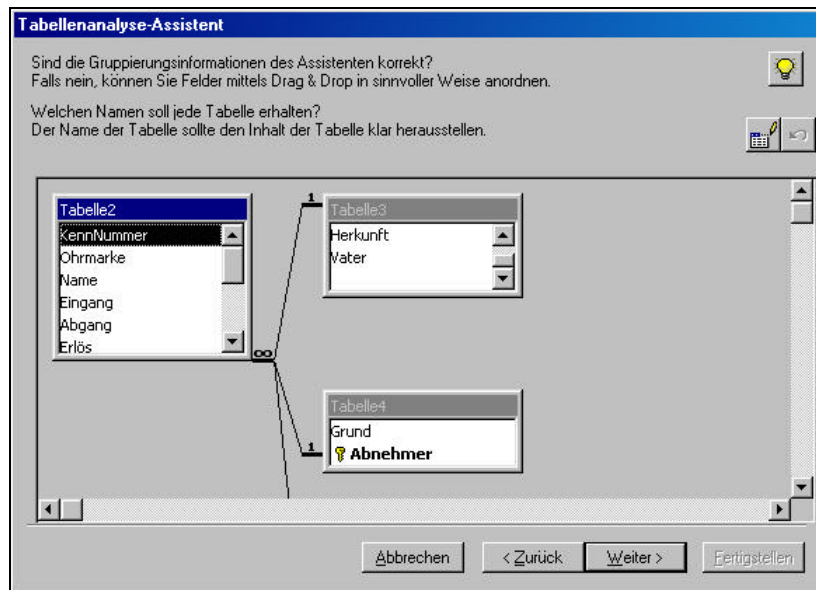 Tabellenanalyse-Assistent
Sind die Gruppierungsinformationen des Assistenten korrekt?
Falls nein, können Sie Felder mittels Drag & Drop in sinnvoller Weise anordnen.
Welchen Namen soll jede Tabelle erhalten?
Der Name der Tabelle sollte den Inhalt der Tabelle klar herausstellen.
Tabelle2
KennNummer
Ohrmarke
Name
Eingang
Abgang
Erlös
∞
1
Tabelle3
Herkunft
Vater
1
Tabelle4
Grund
Abnehmer
Abbrechen
< Zurück
Weiter >
Fertigstellen